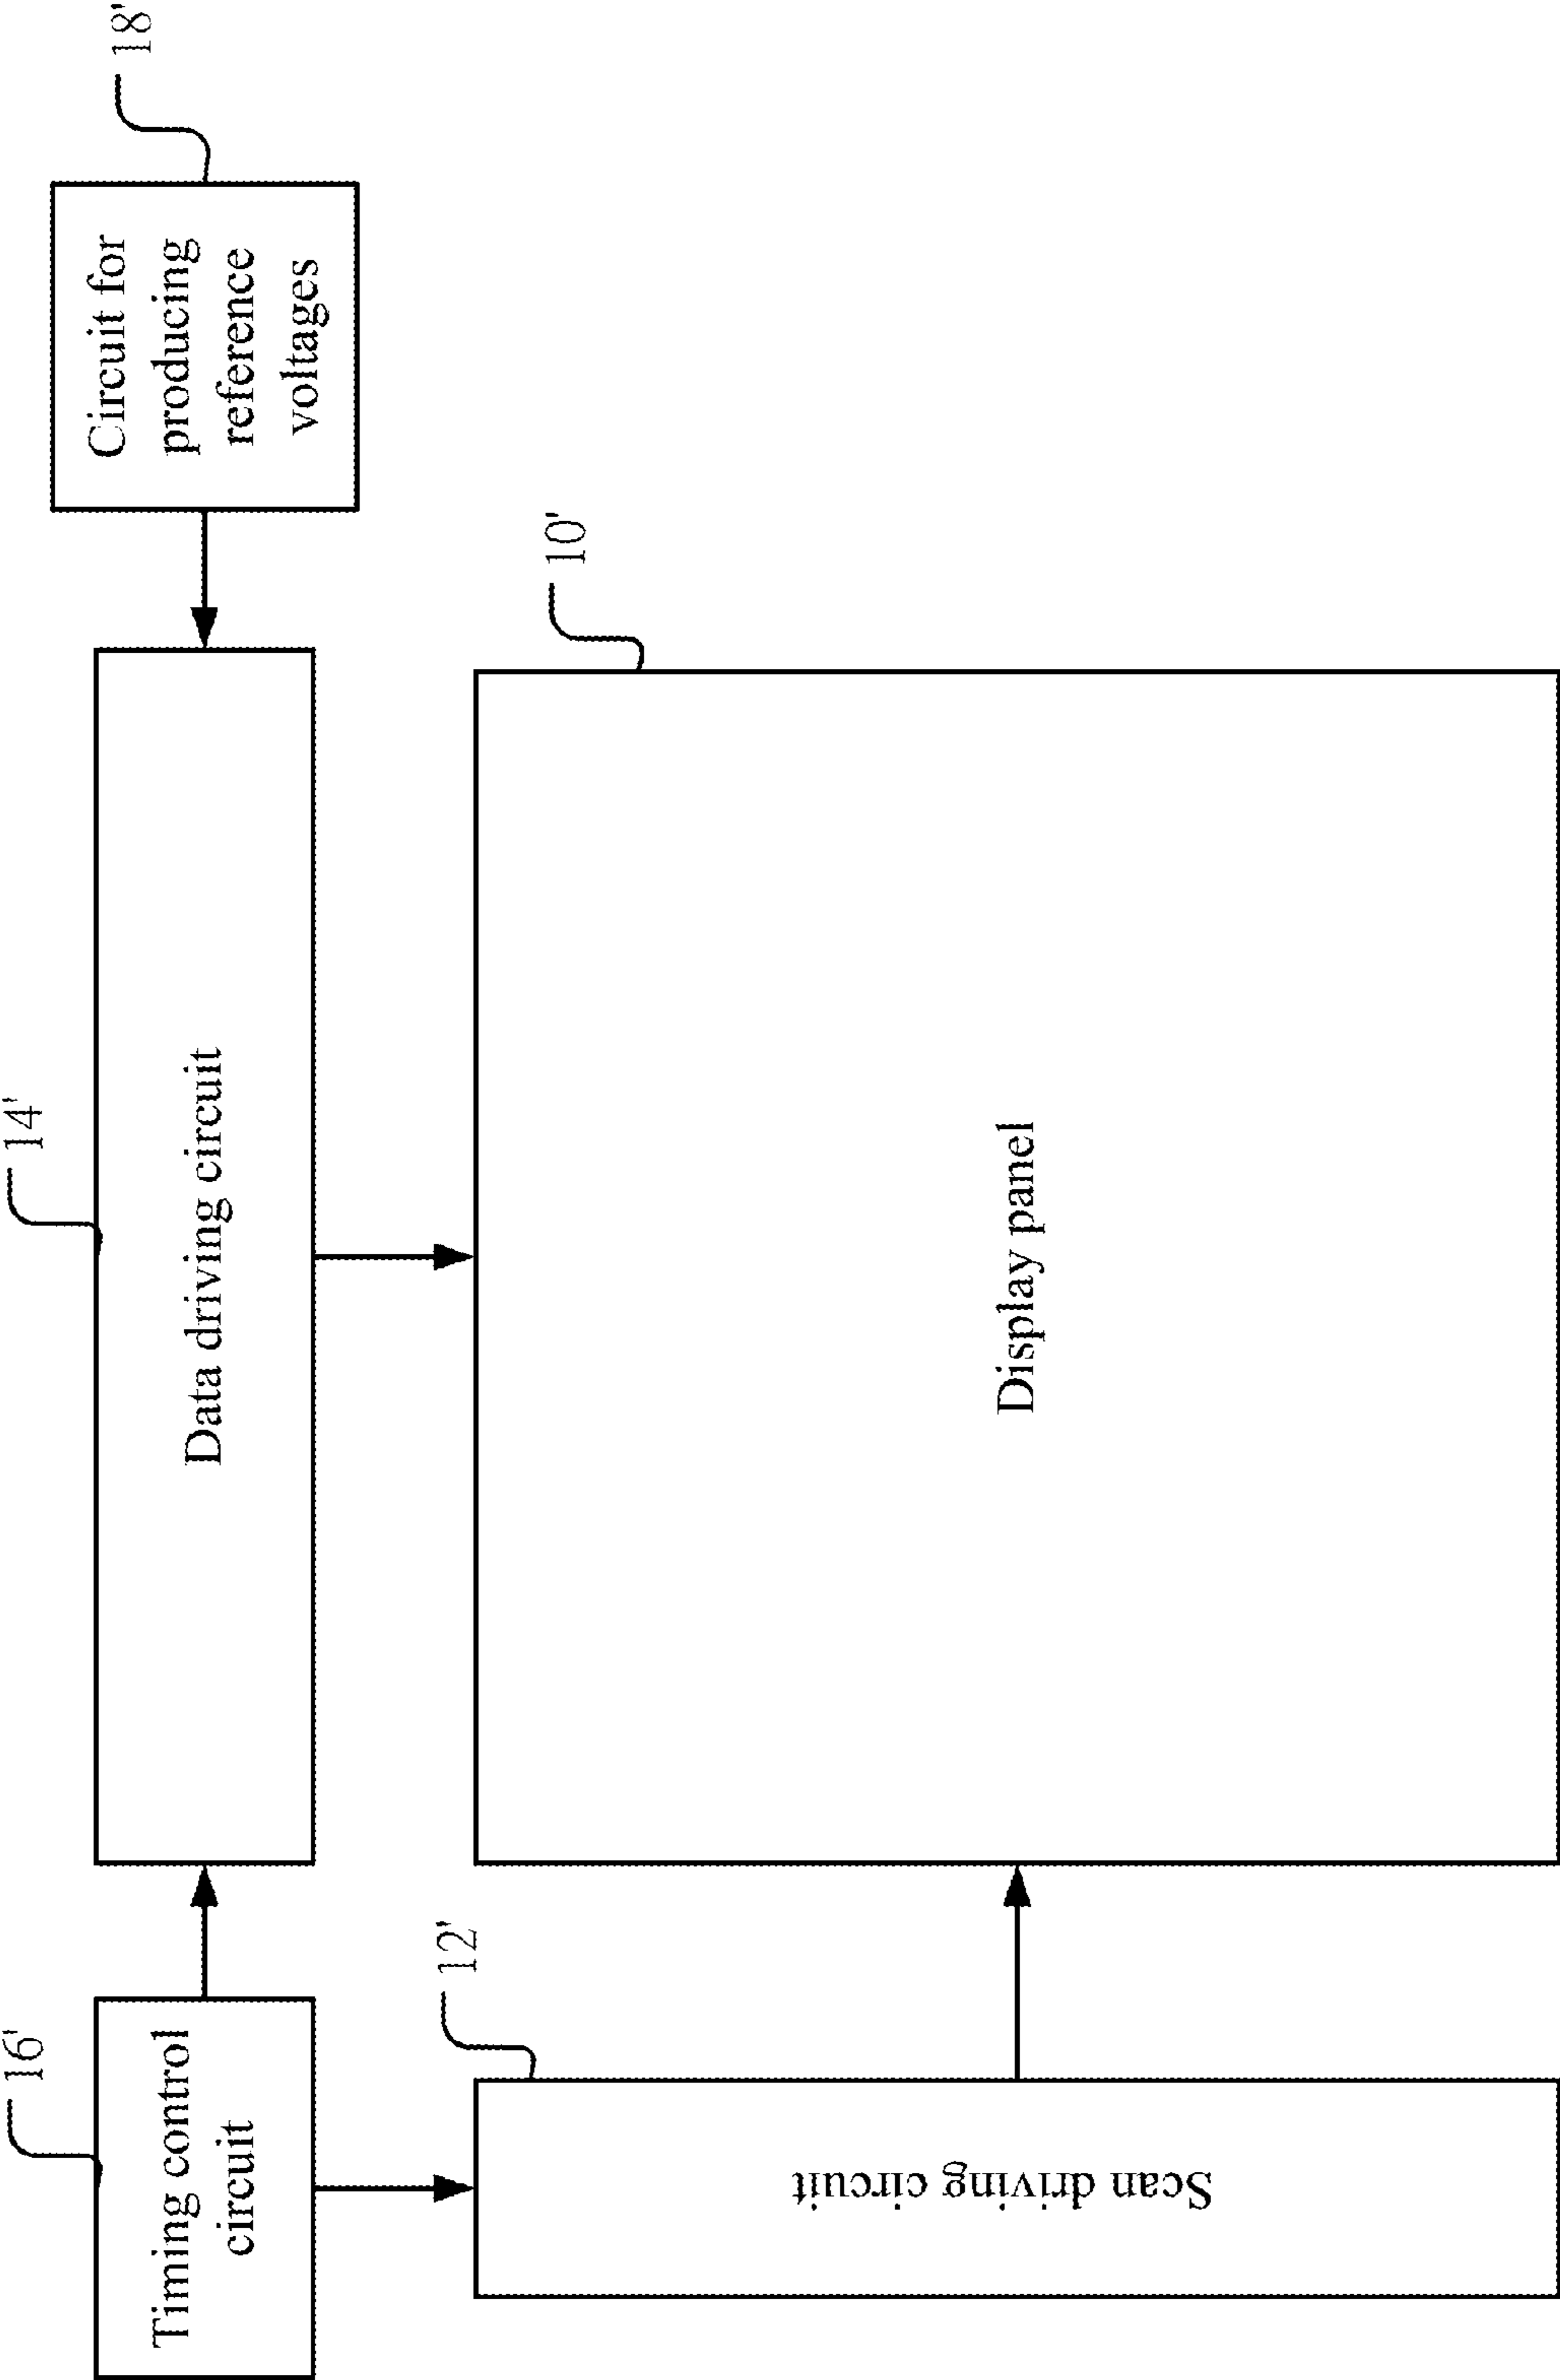 16'
14'
18'
Timing control
circuit
Data driving circuit
Circuit for
producing
reference
voltages
12'
10'
Scan driving circuit
Display panel